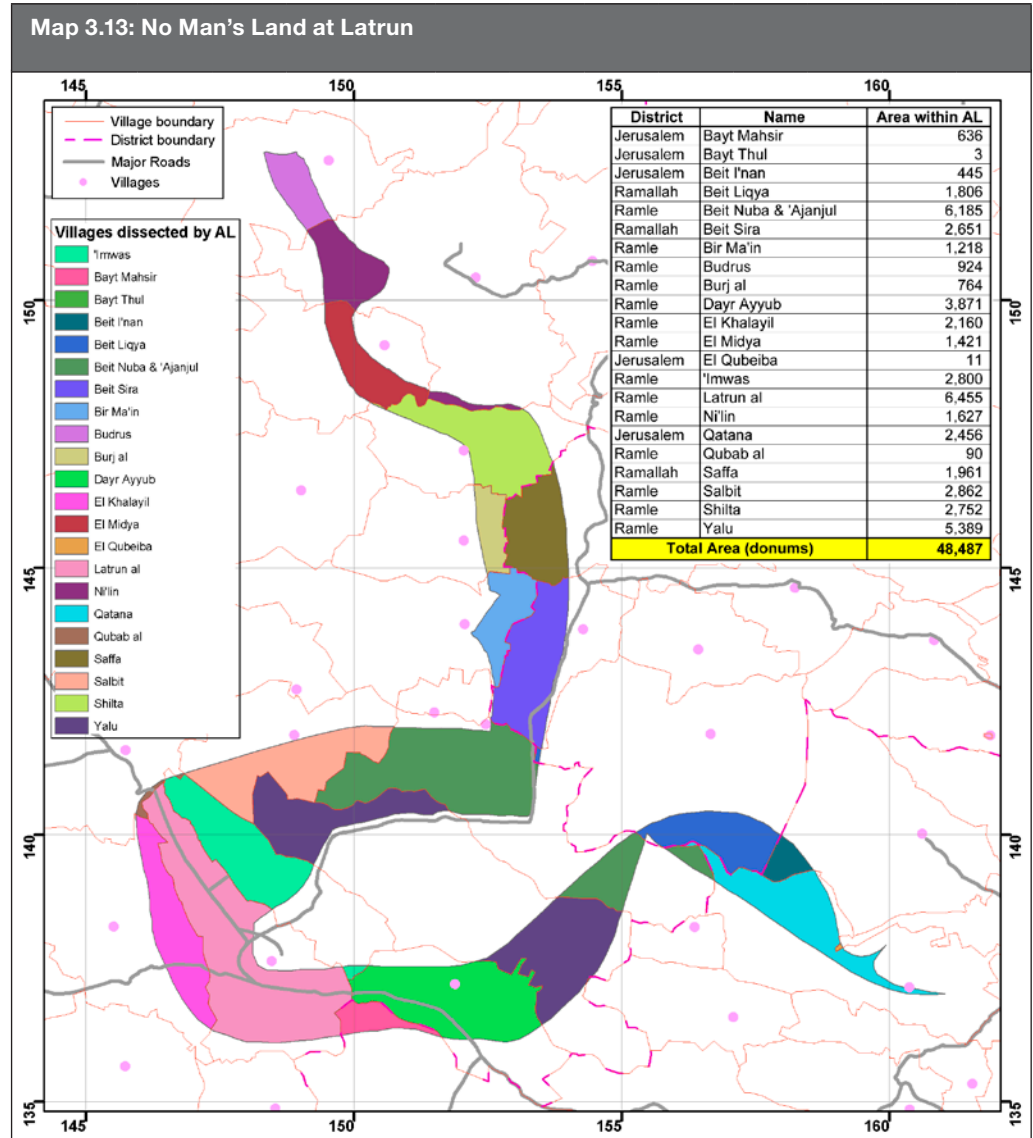 Map 3.13: No Man's Land at Latrun
145 150 155 160
Village boundary
District boundary
Major Roads
Villages
Villages dissected by AL
'Imwas
Bayt Mahsir
Bayt Thul
Beit I'nan
Beit Liqya
Beit Nuba & 'Ajanjul
Beit Sira
Bir Ma'in
Budrus
Burj al
Dayr Ayyub
El Khalayil
El Midya
El Qubeiba
Latrun al
Ni'lin
Qatana
Qubab al
Saffa
Salbit
Shilta
Yalu
District Name Area within AL
Jerusalem Bayt Mahsir 636
Jerusalem Bayt Thul 3
Jerusalem Beit I'nan 445
Ramallah Beit Liqya 1,806
Ramle Beit Nuba & 'Ajanjul 6,185
Ramallah Beit Sira 2,651
Ramle Bir Ma'in 1,218
Ramle Budrus 924
Ramle Burj al 764
Ramle Dayr Ayyub 3,871
Ramle El Khalayil 2,160
Ramle El Midya 1,421
Jerusalem El Qubeiba 11
Ramle 'Imwas 2,800
Ramle Latrun al 6,455
Ramle Ni'lin 1,627
Jerusalem Qatana 2,456
Ramle Qubab al 90
Ramallah Saffa 1,961
Ramle Salbit 2,862
Ramle Shilta 2,752
Ramle Yalu 5,389
Total Area (donums) 48,487
150 150
145 145
140 140
135 135
145 150 155 160